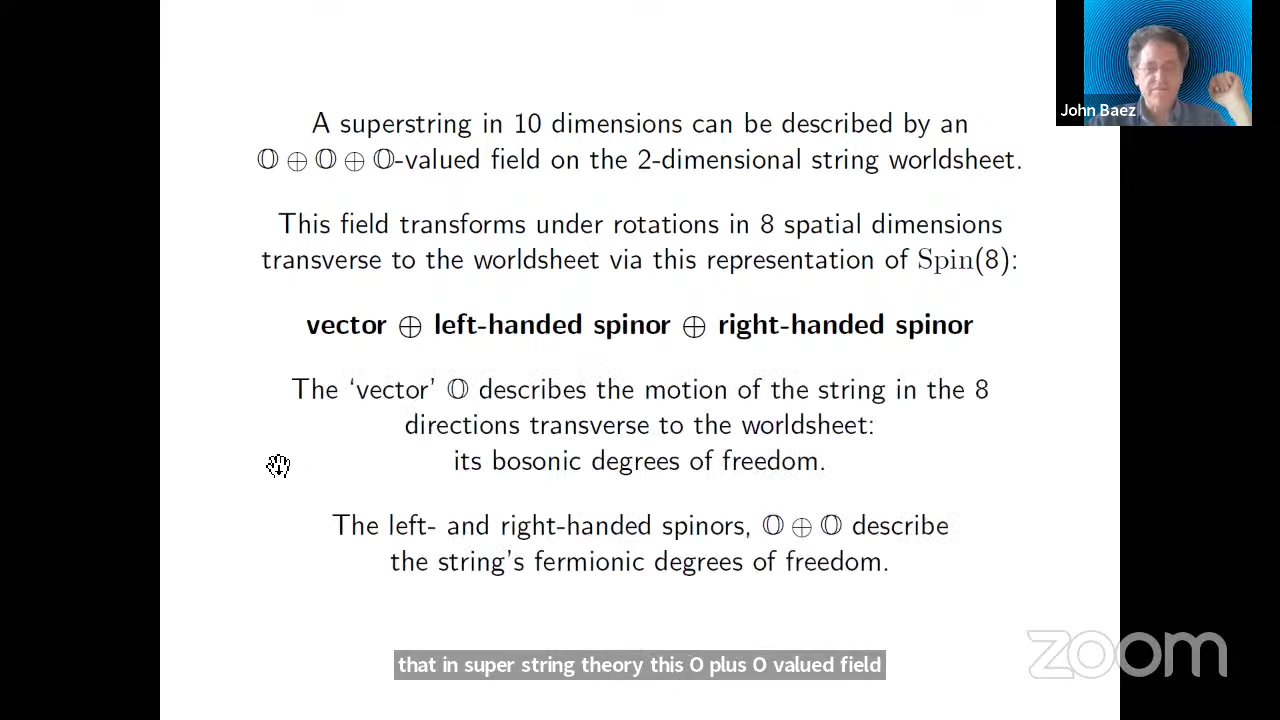 John Baez
A superstring in 10 dimensions can be described by an
𝕆 ⊕ 𝕆 ⊕ 𝕆-valued field on the 2-dimensional string worldsheet.
This field transforms under rotations in 8 spatial dimensions
transverse to the worldsheet via this representation of Spin(8):
vector ⊕ left-handed spinor ⊕ right-handed spinor
The ‘vector’ 𝕆 describes the motion of the string in the 8
directions transverse to the worldsheet:
its bosonic degrees of freedom.
The left- and right-handed spinors, 𝕆 ⊕ 𝕆 describe
the string’s fermionic degrees of freedom.
that in super string theory this O plus O valued field
zoom